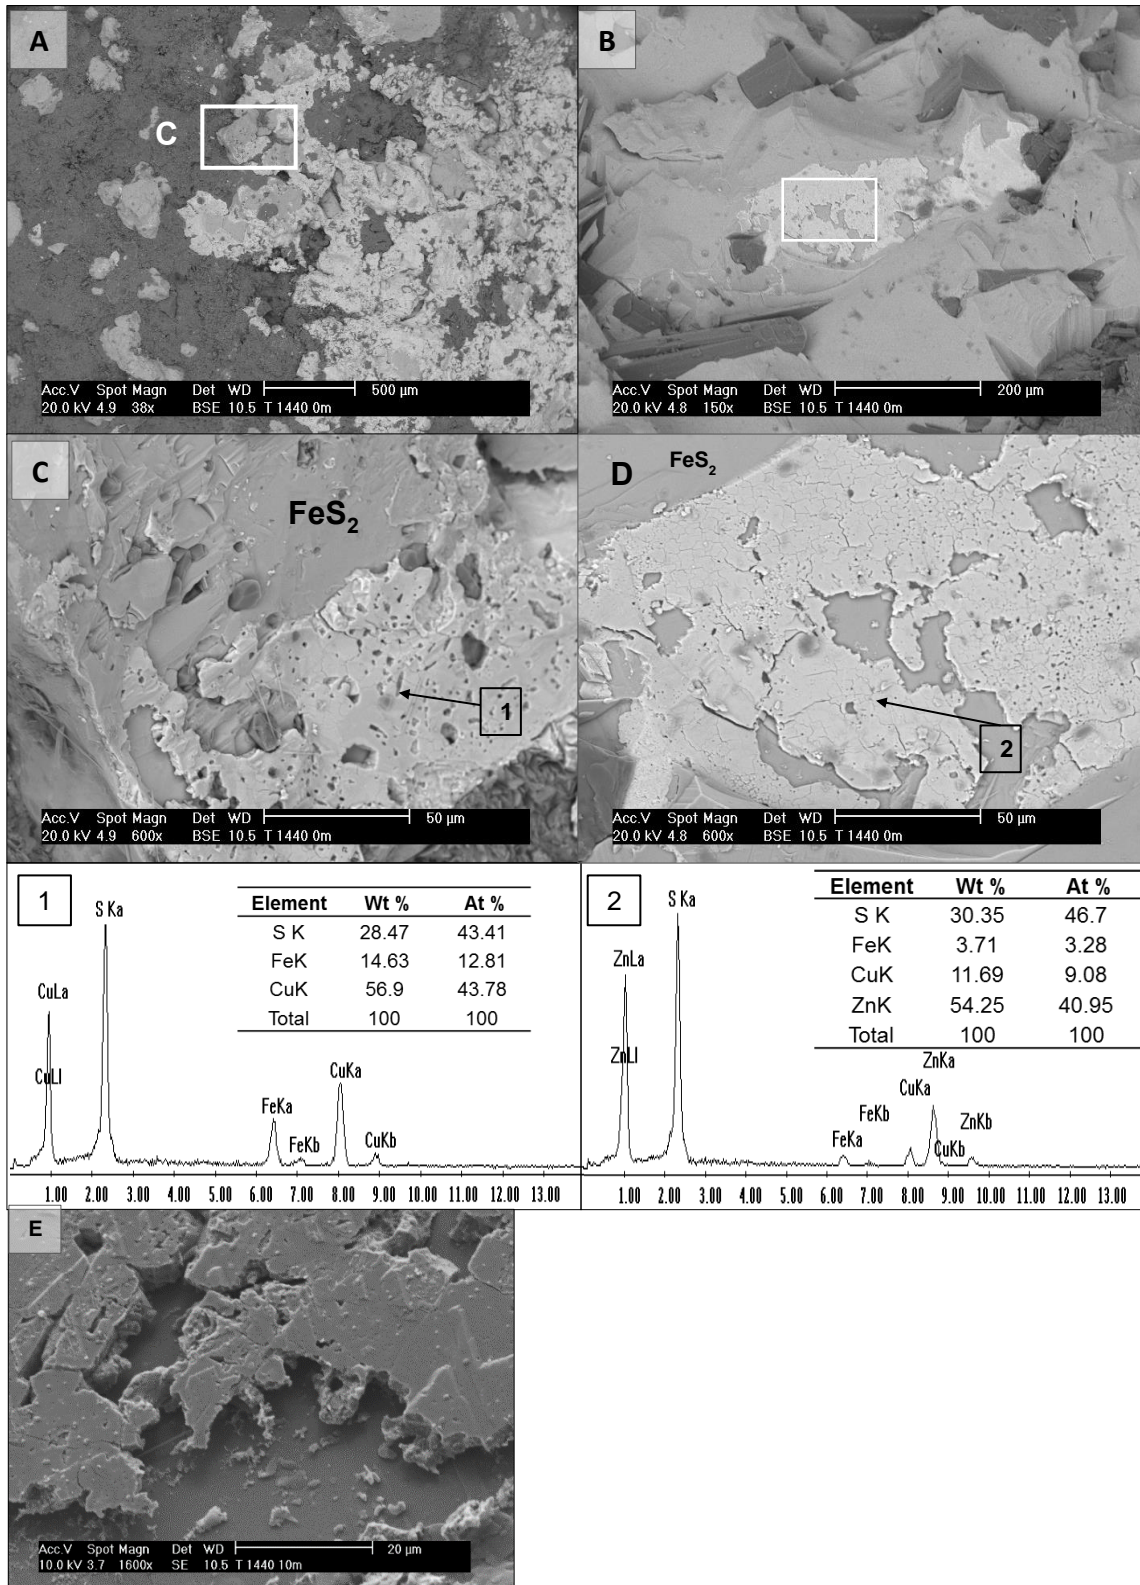 A
C
Acc.V Spot Magn Det WD 500 µm
20.0 kV 4.9 38x BSE 10.5 T 1440 0m
B
Acc.V Spot Magn Det WD 200 µm
20.0 kV 4.8 150x BSE 10.5 T 1440 0m
C
FeS₂
1
Acc.V Spot Magn Det WD 50 µm
20.0 kV 4.9 600x BSE 10.5 T 1440 0m
D
FeS₂
2
Acc.V Spot Magn Det WD 50 µm
20.0 kV 4.8 600x BSE 10.5 T 1440 0m
1
S Ka
CuLa
CuLl
FeKa
FeKb
CuKa
CuKb
Element Wt % At %
S K 28.47 43.41
FeK 14.63 12.81
CuK 56.9 43.78
Total 100 100
1.00 2.00 3.00 4.00 5.00 6.00 7.00 8.00 9.00 10.00 11.00 12.00 13.00
2
S Ka
ZnLa
ZnLl
Element Wt % At %
S K 30.35 46.7
FeK 3.71 3.28
CuK 11.69 9.08
ZnK 54.25 40.95
Total 100 100
ZnKa
CuKa
FeKb
ZnKb
FeKa
CuKb
1.00 2.00 3.00 4.00 5.00 6.00 7.00 8.00 9.00 10.00 11.00 12.00 13.00
E
Acc.V Spot Magn Det WD 20 µm
10.0 kV 3.7 1600x SE 10.5 T 1440 10m